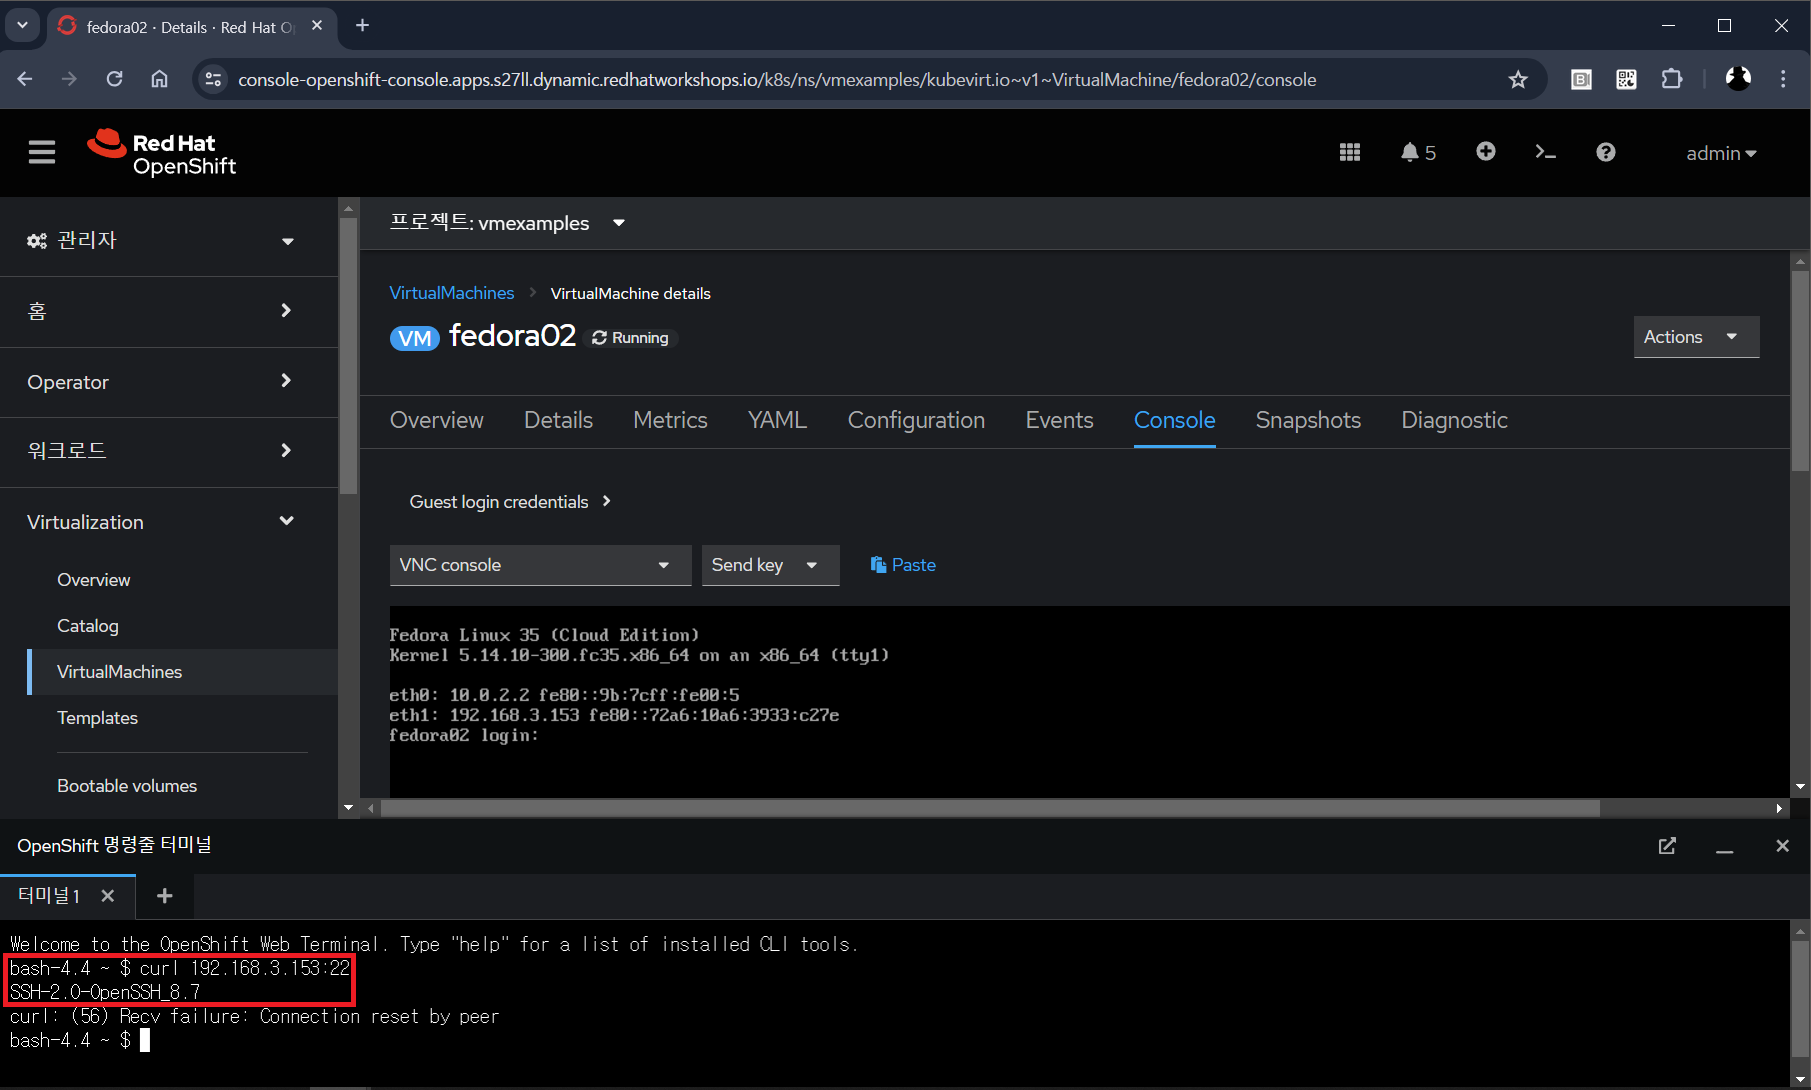 fedora02 · Details · Red Hat O
console-openshift-console.apps.s27ll.dynamic.redhatworkshops.io/k8s/ns/vmexamples/kubevirt.io~v1~VirtualMachine/fedora02/console
Red Hat
OpenShift
5
admin
관리자
홈
Operator
워크로드
Virtualization
Overview
Catalog
VirtualMachines
Templates
Bootable volumes
프로젝트: vmexamples
VirtualMachines VirtualMachine details
VM fedora02 Running
Actions
Overview Details Metrics YAML Configuration Events Console Snapshots Diagnostic
Guest login credentials
VNC console Send key Paste
Fedora Linux 35 (Cloud Edition)
Kernel 5.14.10-300.fc35.x86_64 on an x86_64 (tty1)
eth0: 10.0.2.2 fe80::9b:7cff:fe00:5
eth1: 192.168.3.153 fe80::72a6:10a6:3933:c27e
fedora02 login:
OpenShift 명령줄 터미널
터미널 1
Welcome to the OpenShift Web Terminal. Type "help" for a list of installed CLI tools.
bash-4.4 ~ $ curl 192.168.3.153:22
SSH-2.0-OpenSSH_8.7
curl: (56) Recv failure: Connection reset by peer
bash-4.4 ~ $